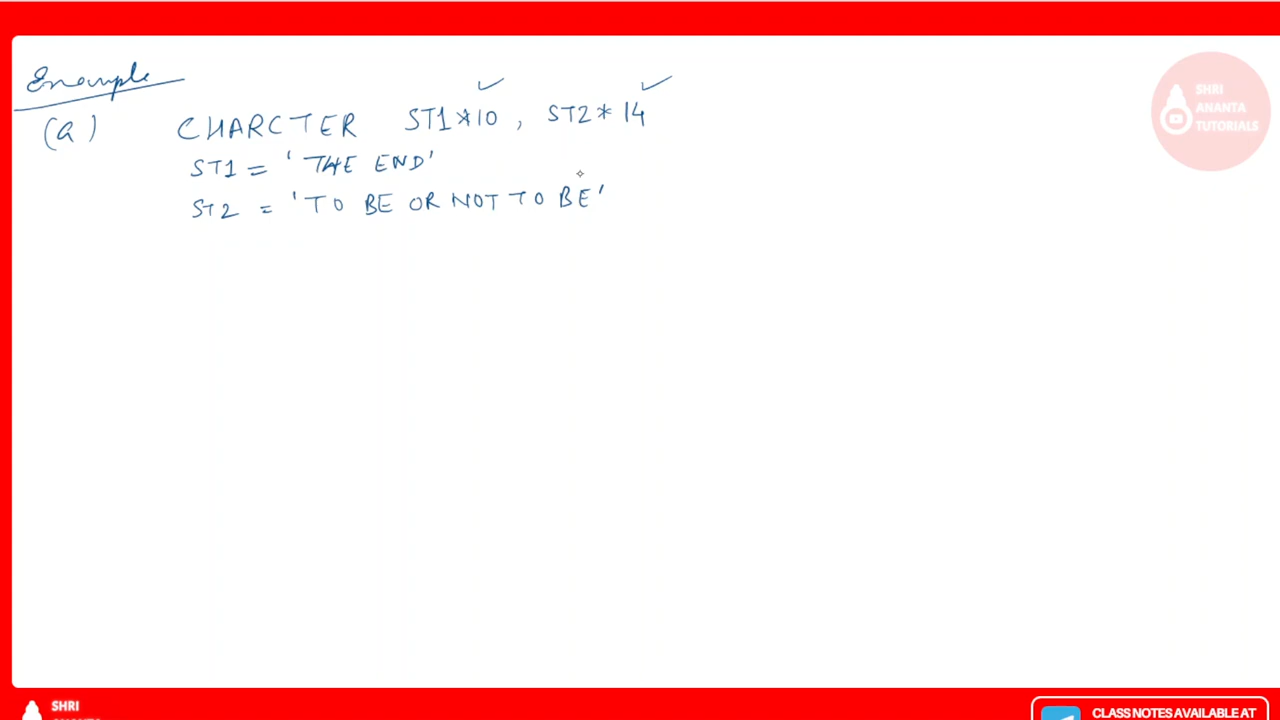 Example
(a) CHARCTER ST1*10, ST2*14
ST1 = 'THE END'
ST2 = 'TO BE OR NOT TO BE'
SHRI
ANANTA
TUTORIALS
SHRI
CLASS NOTES AVAILABLE AT